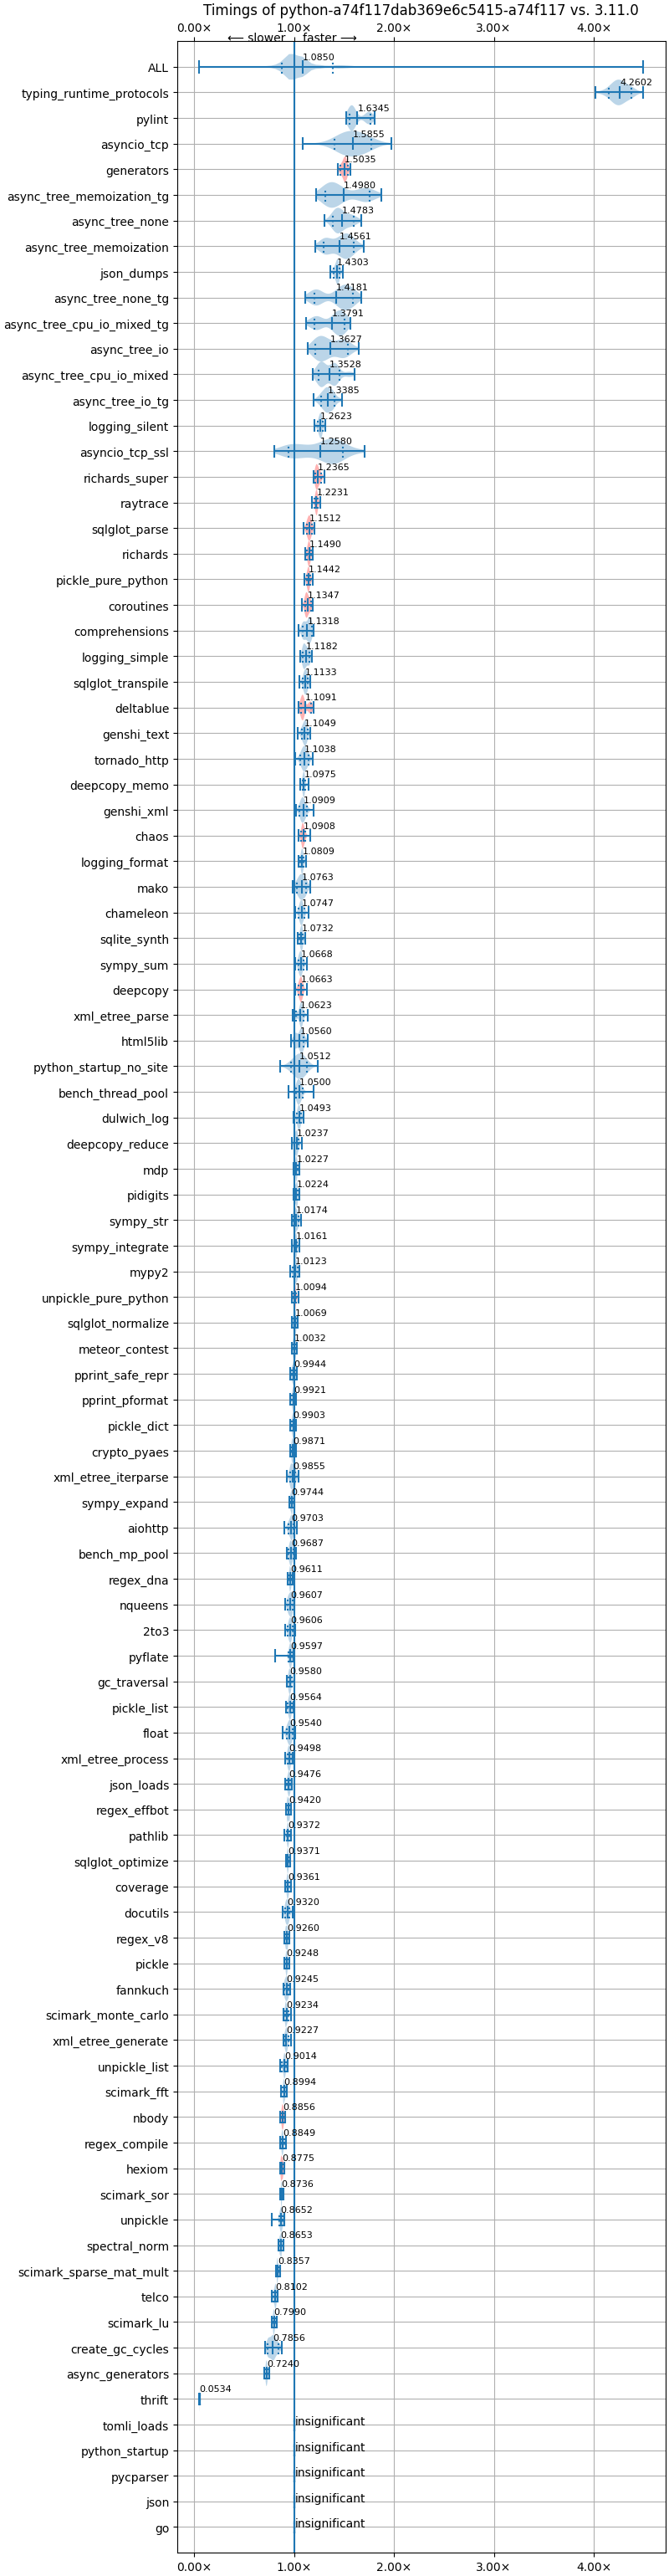 Timings of python-a74f117dab369e6c5415-a74f117 vs. 3.11.0
0.00× 1.00× 2.00× 3.00× 4.00×
⟵ slower faster ⟶
ALL 1.0850
typing_runtime_protocols 4.2602
pylint 1.6345
asyncio_tcp 1.5855
generators 1.5035
async_tree_memoization_tg 1.4980
async_tree_none 1.4783
async_tree_memoization 1.4561
json_dumps 1.4303
async_tree_none_tg 1.4181
async_tree_cpu_io_mixed_tg 1.3791
async_tree_io 1.3627
async_tree_cpu_io_mixed 1.3528
async_tree_io_tg 1.3385
logging_silent 1.2623
asyncio_tcp_ssl 1.2580
richards_super 1.2365
raytrace 1.2231
sqlglot_parse 1.1512
richards 1.1490
pickle_pure_python 1.1442
coroutines 1.1347
comprehensions 1.1318
logging_simple 1.1182
sqlglot_transpile 1.1133
deltablue 1.1091
genshi_text 1.1049
tornado_http 1.1038
deepcopy_memo 1.0975
genshi_xml 1.0909
chaos 1.0908
logging_format 1.0809
mako 1.0763
chameleon 1.0747
sqlite_synth 1.0732
sympy_sum 1.0668
deepcopy 1.0663
xml_etree_parse 1.0623
html5lib 1.0560
python_startup_no_site 1.0512
bench_thread_pool 1.0500
dulwich_log 1.0493
deepcopy_reduce 1.0237
mdp 1.0227
pidigits 1.0224
sympy_str 1.0174
sympy_integrate 1.0161
mypy2 1.0123
unpickle_pure_python 1.0094
sqlglot_normalize 1.0069
meteor_contest 1.0032
pprint_safe_repr 0.9944
pprint_pformat 0.9921
pickle_dict 0.9903
crypto_pyaes 0.9871
xml_etree_iterparse 0.9855
sympy_expand 0.9744
aiohttp 0.9703
bench_mp_pool 0.9687
regex_dna 0.9611
nqueens 0.9607
2to3 0.9606
pyflate 0.9597
gc_traversal 0.9580
pickle_list 0.9564
float 0.9540
xml_etree_process 0.9498
json_loads 0.9476
regex_effbot 0.9420
pathlib 0.9372
sqlglot_optimize 0.9371
coverage 0.9361
docutils 0.9320
regex_v8 0.9260
pickle 0.9248
fannkuch 0.9245
scimark_monte_carlo 0.9234
xml_etree_generate 0.9227
unpickle_list 0.9014
scimark_fft 0.8994
nbody 0.8856
regex_compile 0.8849
hexiom 0.8775
scimark_sor 0.8736
unpickle 0.8652
spectral_norm 0.8653
scimark_sparse_mat_mult 0.8357
telco 0.8102
scimark_lu 0.7990
create_gc_cycles 0.7856
async_generators 0.7240
thrift 0.0534
tomli_loads insignificant
python_startup insignificant
pycparser insignificant
json insignificant
go insignificant
0.00× 1.00× 2.00× 3.00× 4.00×